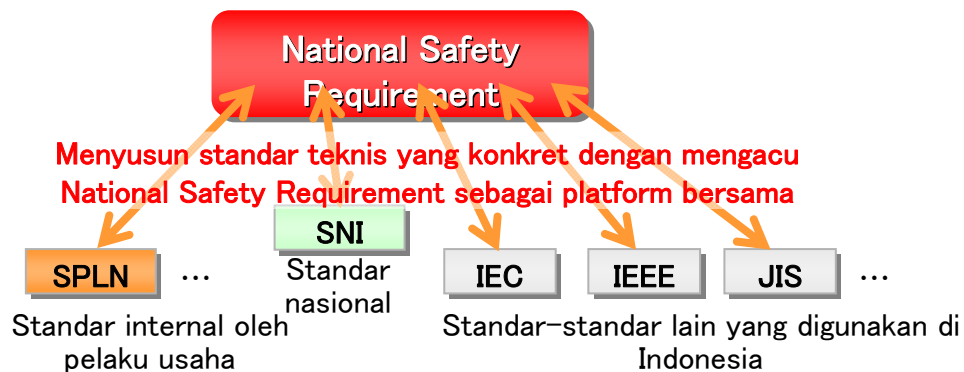 National Safety
Requirement
Menyusun standar teknis yang konkret dengan mengacu
National Safety Requirement sebagai platform bersama
SNI
SPLN ... IEC IEEE JIS ...
Standar
nasional
Standar internal oleh
pelaku usaha
Standar-standar lain yang digunakan di
Indonesia